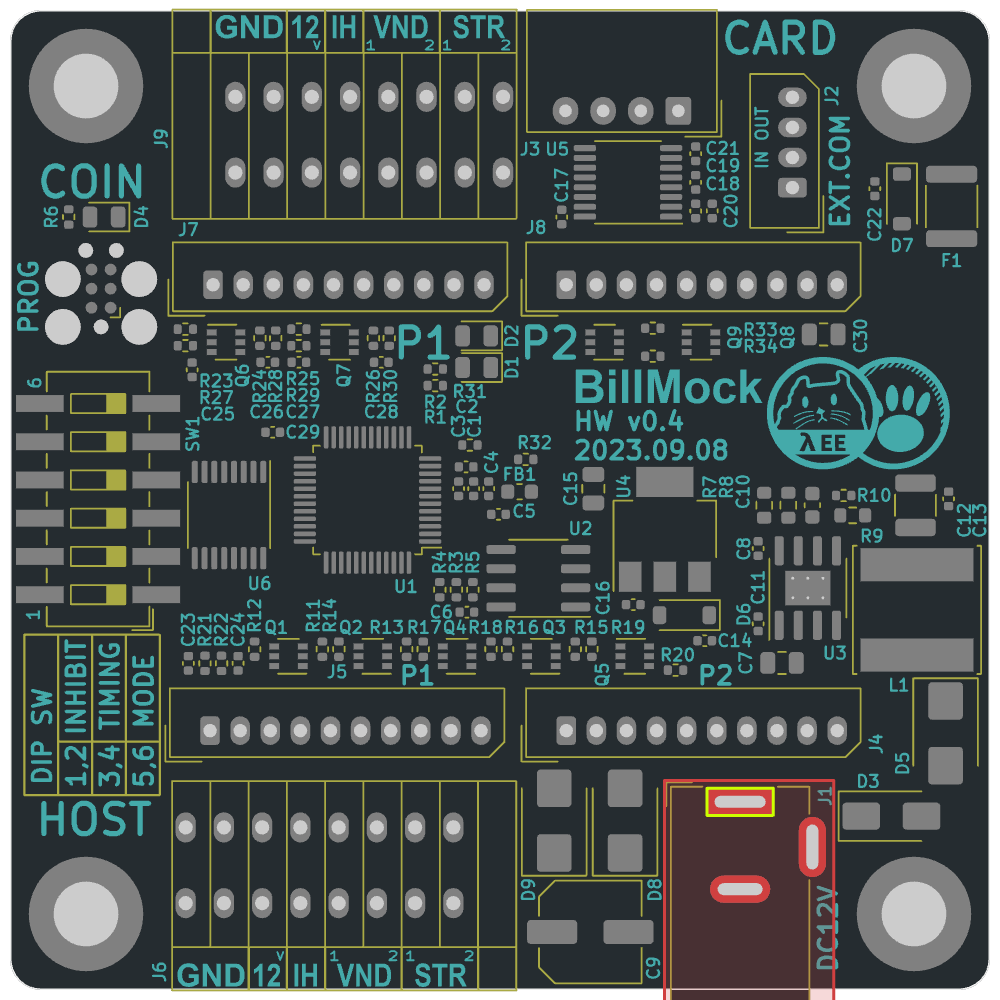 GND 12V IH VND STR
1 2 1 2
CARD
J9
J3 U5
J2
IN OUT
EXT.COM
C21
C19
C18
C17
C20
COIN
R6
D4
C22
D7
F1
J7
J8
PROG
P1
D2
D1
P2
Q9
R33
R34
Q8
C30
Q6
Q7
R23
R27
C25
R24
R28
C26
R25
R29
C27
R26
R30
C28
R31
R2
R1
C2
C3
C1
BillMock
HW v0.4
2023.09.08
λ EE
6
SW1
C29
R32
C4
FB1
C5
C15
U4
R7
R8
C10
R10
R9
C12
C13
U2
U6
U1
R4
R3
R5
C6
C16
C8
C11
D6
U3
1
C23
R21
R22
C24
R12
Q1
R11
R14
Q2
R13
R17
Q4
R18
R16
Q3
R15
R19
Q5
R20
C14
C7
J5
P1
P2
L1
DIP SW
1,2 INHIBIT
3,4 TIMING
5,6 MODE
J4
D5
D3
J1
HOST
D9
D8
DC12V
C9
J6
1 2 1 2
GND 12V IH VND STR